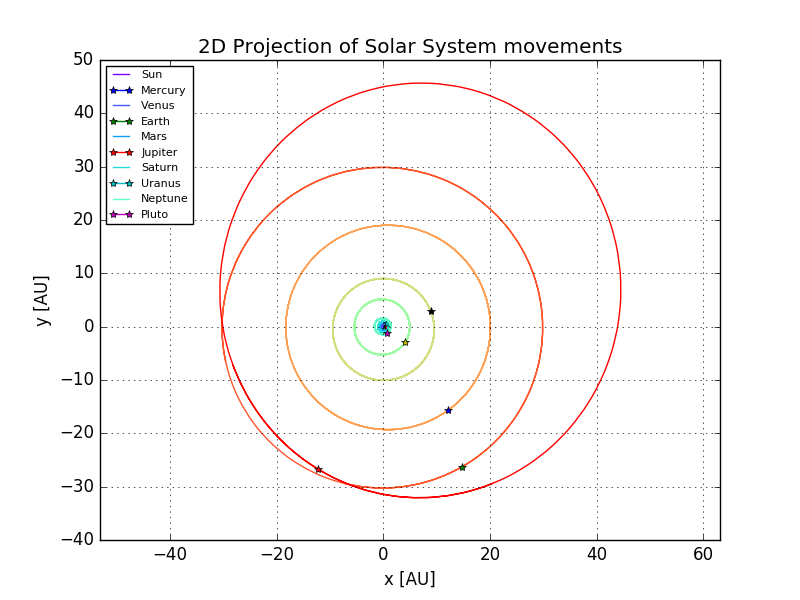 2D Projection of Solar System movements
50
40
30
20
10
0
−10
−20
−30
−40
y [AU]
Sun
Mercury
Venus
Earth
Mars
Jupiter
Saturn
Uranus
Neptune
Pluto
−40 −20 0 20 40 60
x [AU]